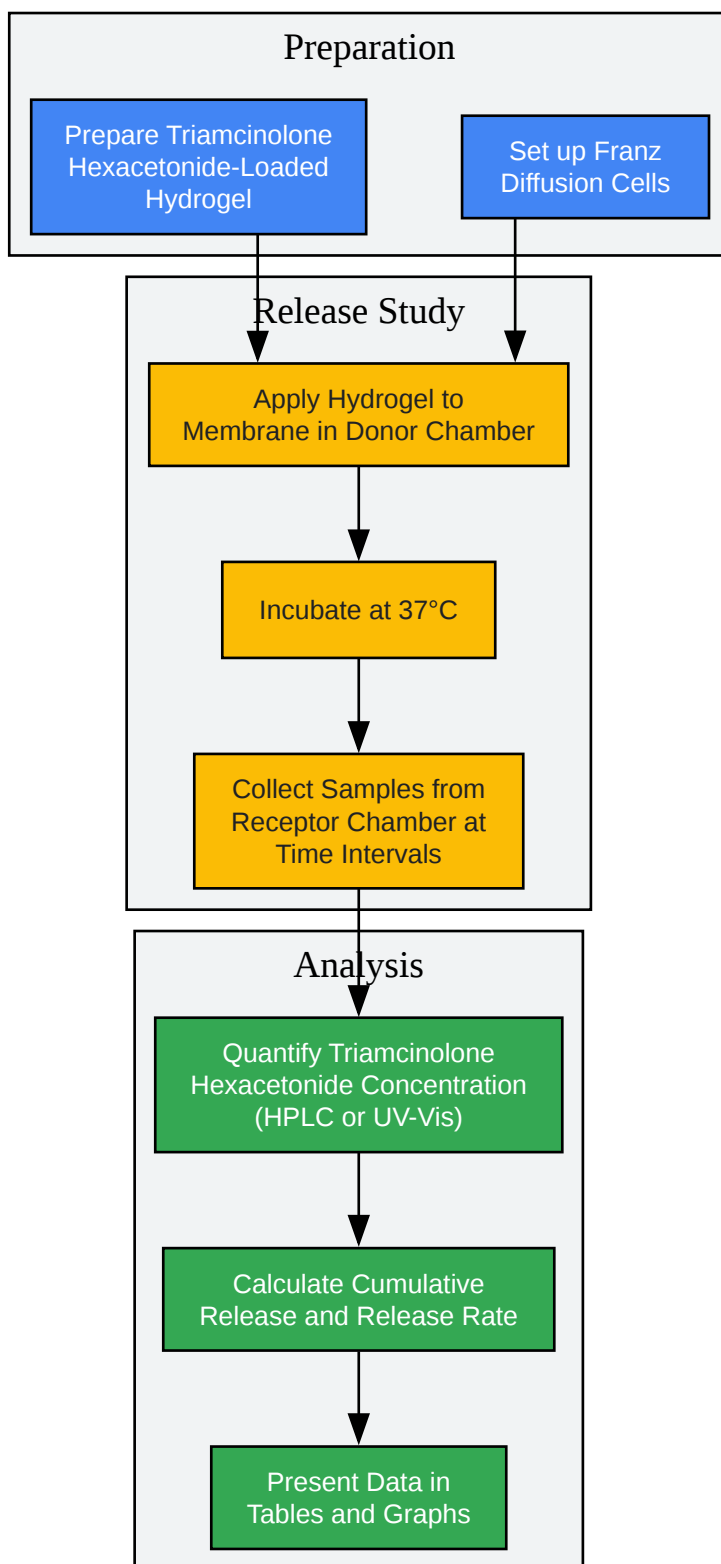 Preparation
Prepare Triamcinolone
Hexacetonide-Loaded
Hydrogel
Set up Franz
Diffusion Cells
Release Study
Apply Hydrogel to
Membrane in Donor Chamber
Incubate at 37°C
Collect Samples from
Receptor Chamber at
Time Intervals
Analysis
Quantify Triamcinolone
Hexacetonide Concentration
(HPLC or UV-Vis)
Calculate Cumulative
Release and Release Rate
Present Data in
Tables and Graphs